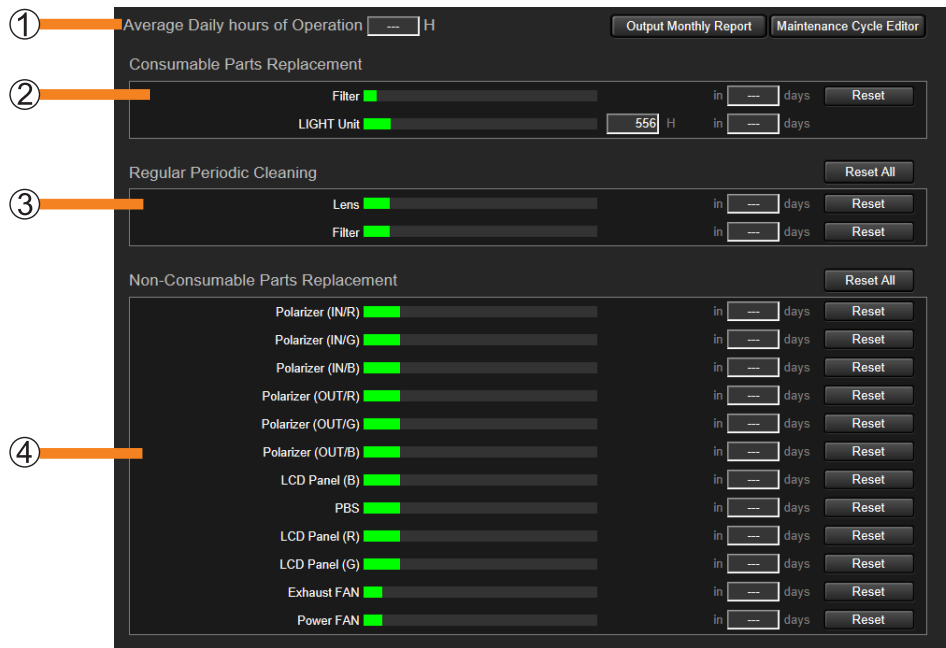 ① Average Daily hours of Operation --- H Output Monthly Report Maintenance Cycle Editor
Consumable Parts Replacement
② Filter in --- days Reset
LIGHT Unit 556 H in --- days
Regular Periodic Cleaning Reset All
③ Lens in --- days Reset
Filter in --- days Reset
Non-Consumable Parts Replacement Reset All
Polarizer (IN/R) in --- days Reset
Polarizer (IN/G) in --- days Reset
Polarizer (IN/B) in --- days Reset
Polarizer (OUT/R) in --- days Reset
Polarizer (OUT/G) in --- days Reset
④ Polarizer (OUT/B) in --- days Reset
LCD Panel (B) in --- days Reset
PBS in --- days Reset
LCD Panel (R) in --- days Reset
LCD Panel (G) in --- days Reset
Exhaust FAN in --- days Reset
Power FAN in --- days Reset